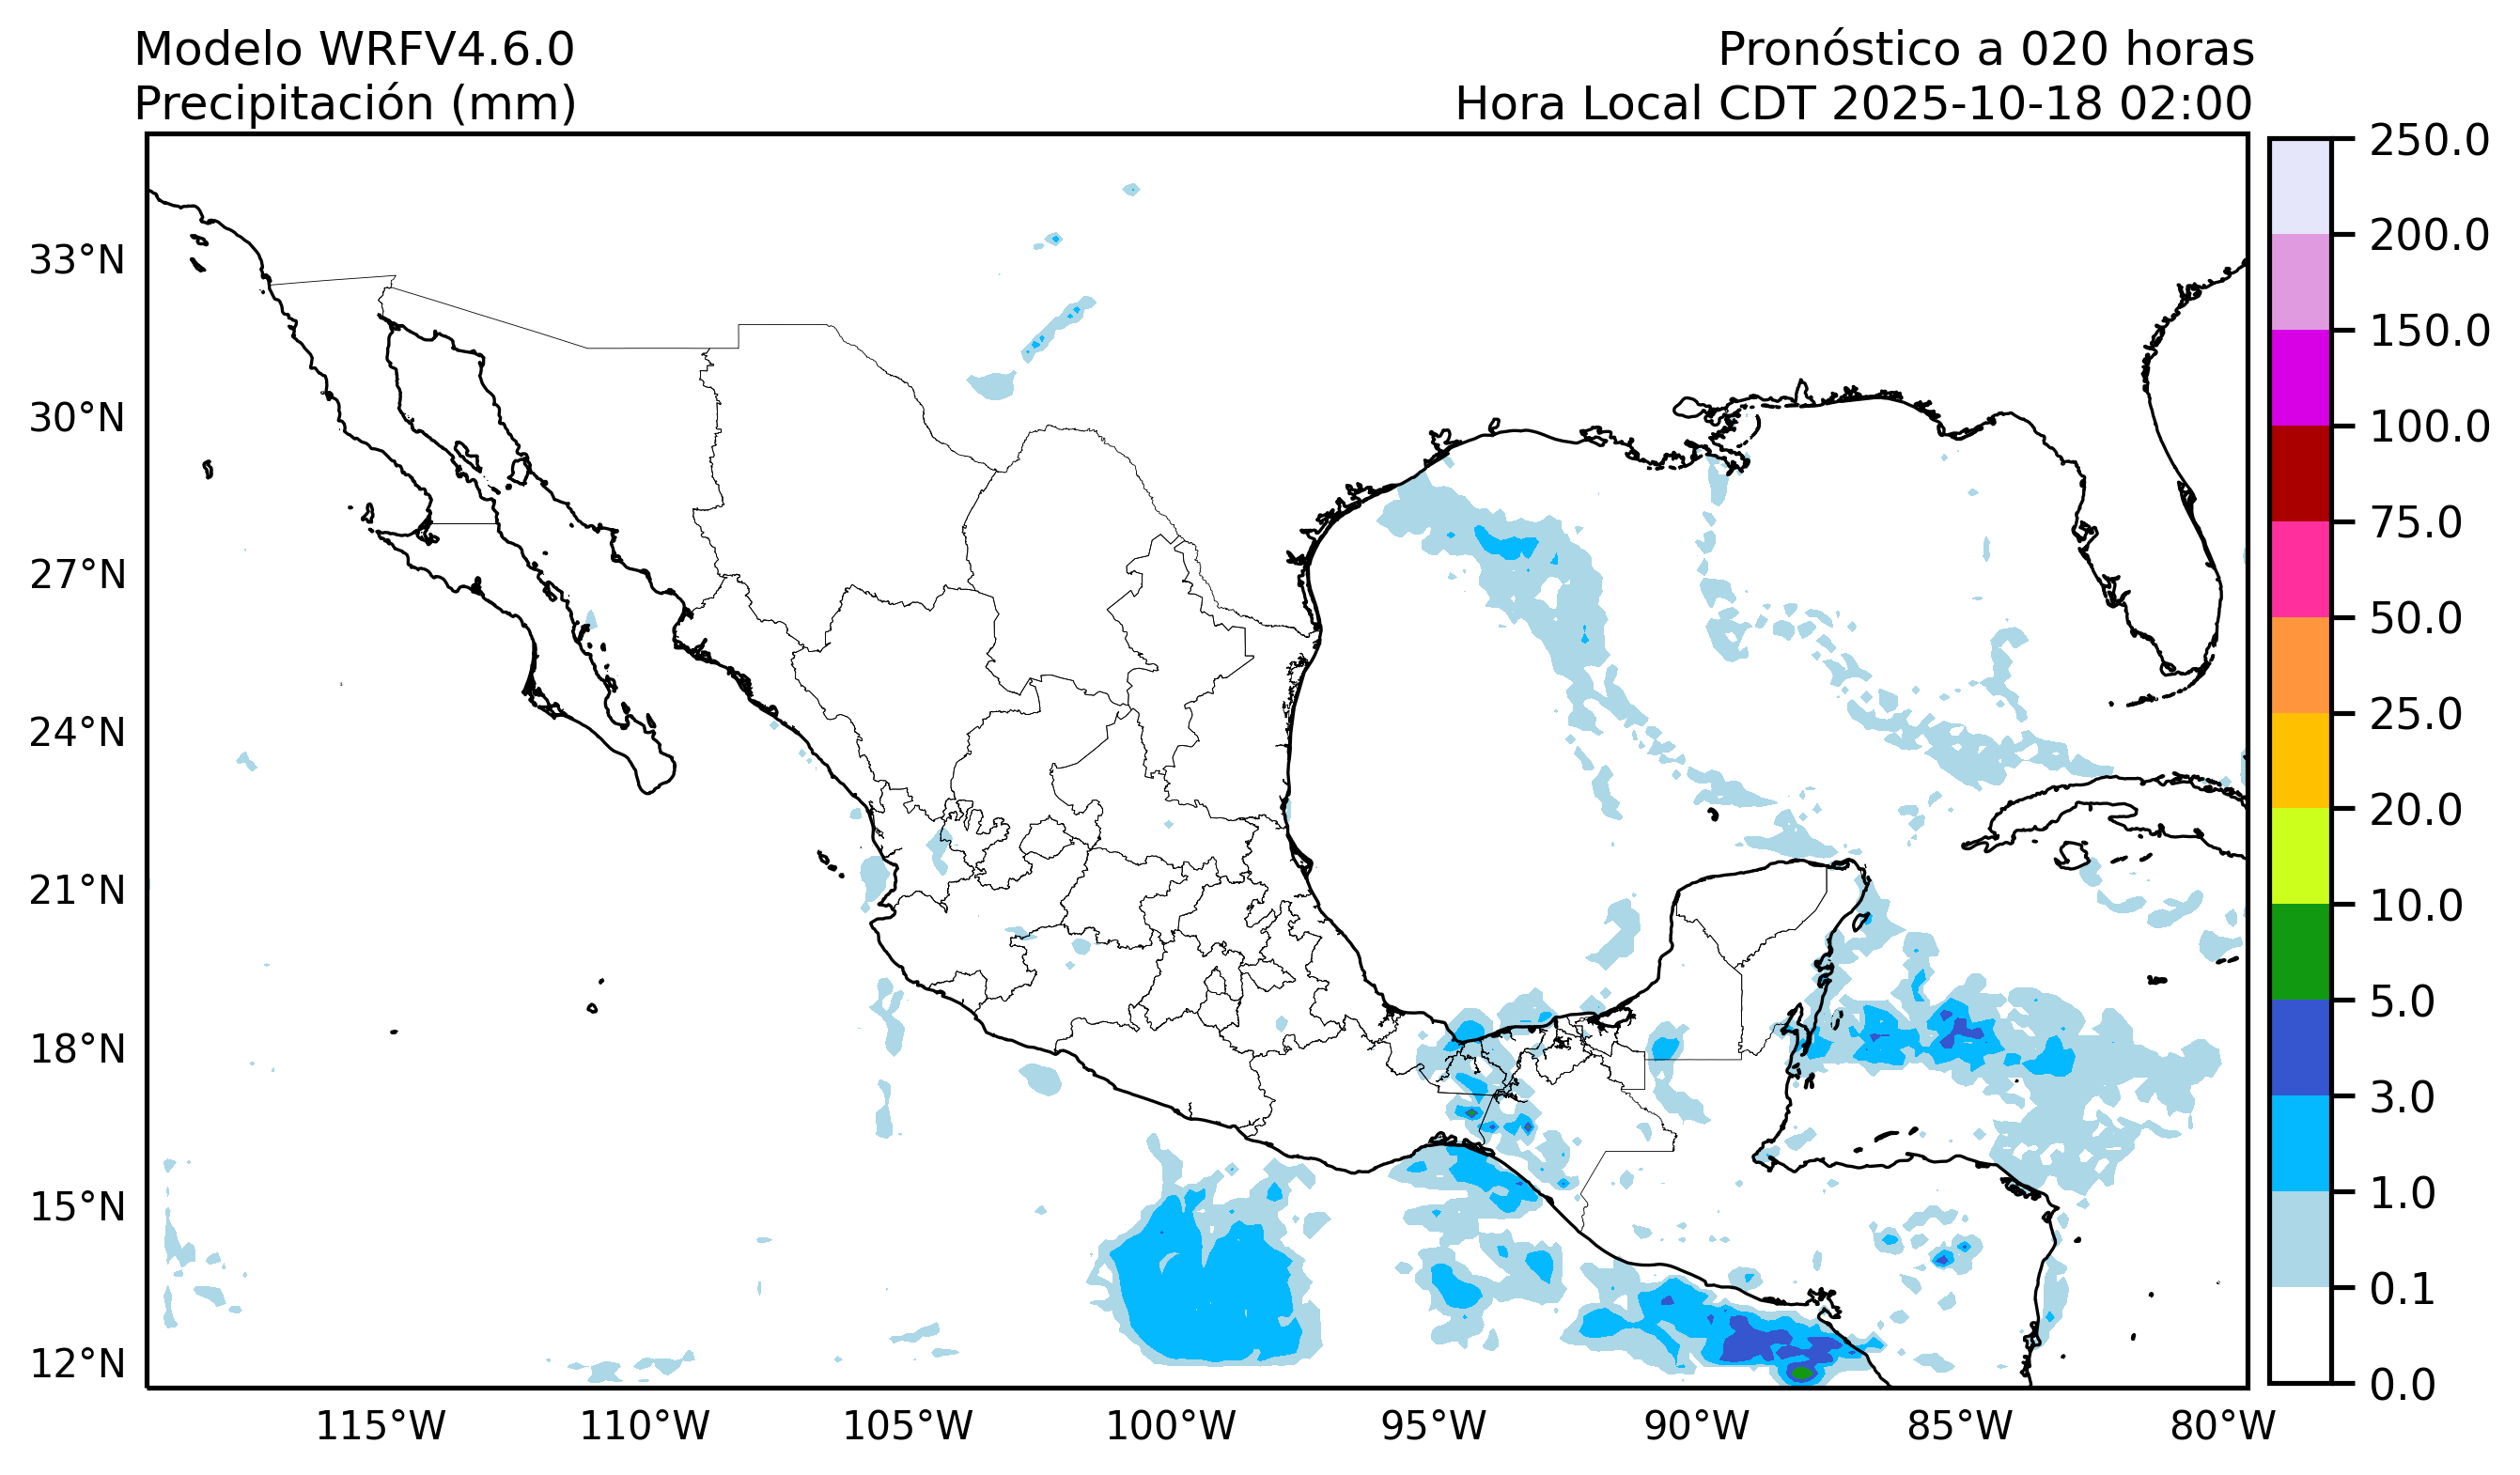 Modelo WRFV4.6.0
Precipitación (mm)
Pronóstico a 020 horas
Hora Local CDT 2025-10-18 02:00
33°N
30°N
27°N
24°N
21°N
18°N
15°N
12°N
115°W
110°W
105°W
100°W
95°W
90°W
85°W
80°W
250.0
200.0
150.0
100.0
75.0
50.0
25.0
20.0
10.0
5.0
3.0
1.0
0.1
0.0